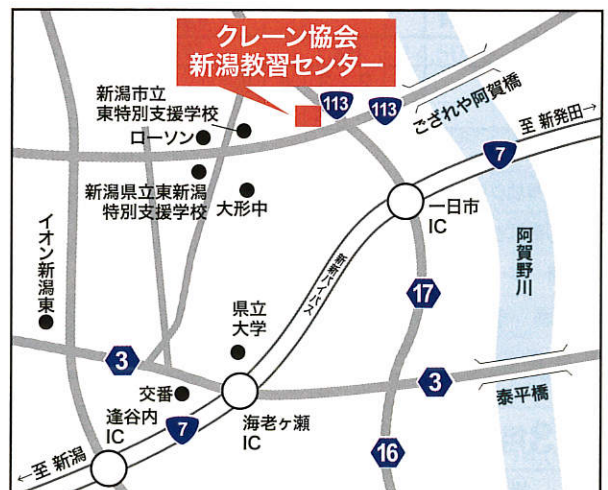 クレーン協会
新潟教習センター
新潟市立
東特別支援学校
ローソン
113
113
ござれや阿賀橋
至 新発田→
7
新潟県立東新潟
特別支援学校
大形中
一日市
IC
イオン新潟東
新新バイパス
阿賀野川
17
県立
大学
3
3
交番
泰平橋
逢谷内
IC
7
海老ヶ瀬
IC
16
←至 新潟